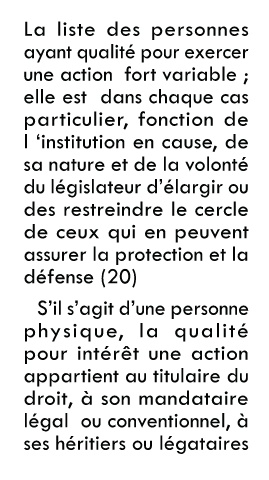 La liste des personnes
ayant qualité pour exercer
une action  fort variable ;
elle est  dans chaque cas
particulier, fonction de
l ‘institution en cause, de
sa nature et de la volonté
du législateur d’élargir ou
des restreindre le cercle
de ceux qui en peuvent
assurer la protection et la
défense (20)
S’il s’agit d’une personne
physique, la qualité
pour intérêt une action
appartient au titulaire du
droit, à son mandataire
légal  ou conventionnel, à
ses héritiers ou légataires